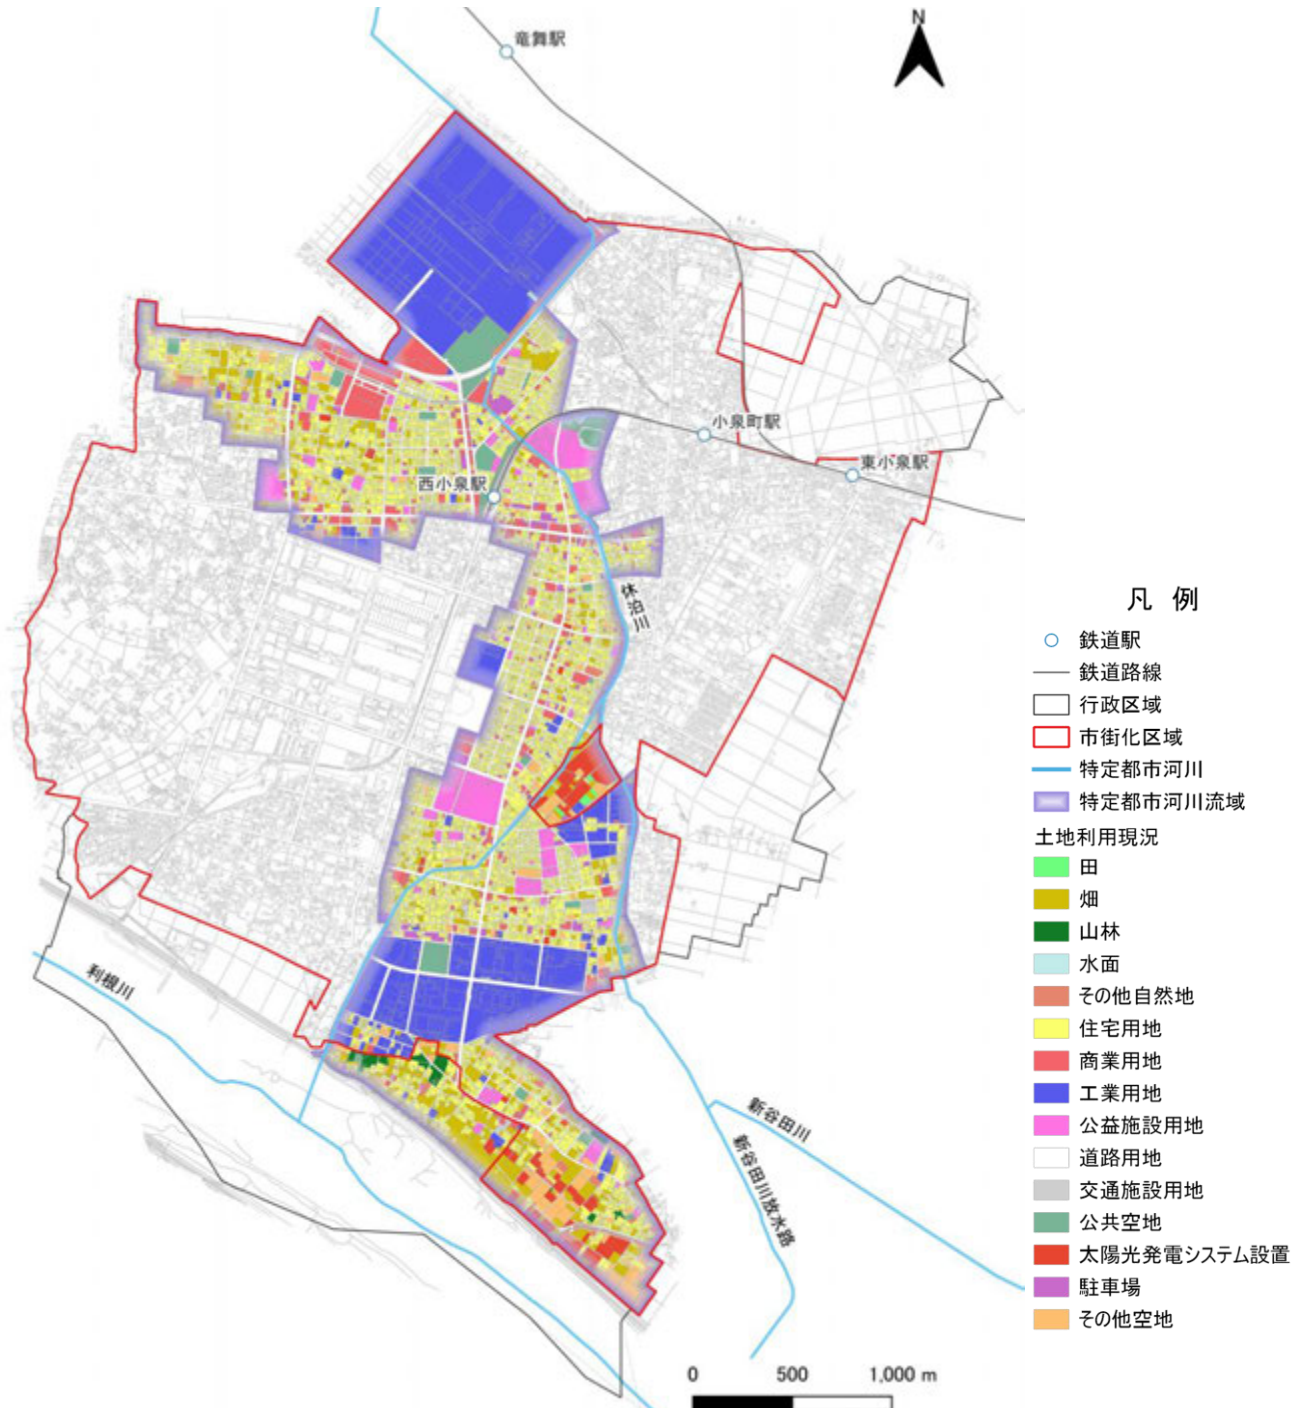 N
竜舞駅
小泉町駅
東小泉駅
西小泉駅
休泊川
利根川
新谷田川
新谷田川放水路
凡 例
鉄道駅
鉄道路線
行政区域
市街化区域
特定都市河川
特定都市河川流域
土地利用現況
田
畑
山林
水面
その他自然地
住宅用地
商業用地
工業用地
公益施設用地
道路用地
交通施設用地
公共空地
太陽光発電システム設置
駐車場
その他空地
0 500 1,000 m